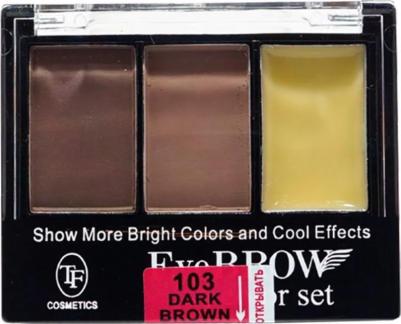 Show More Bright Colors and Cool Effects
TF
COSMETICS
EyeBROW
set
103
DARK
BROWN
ОТКРЫВАТЬ